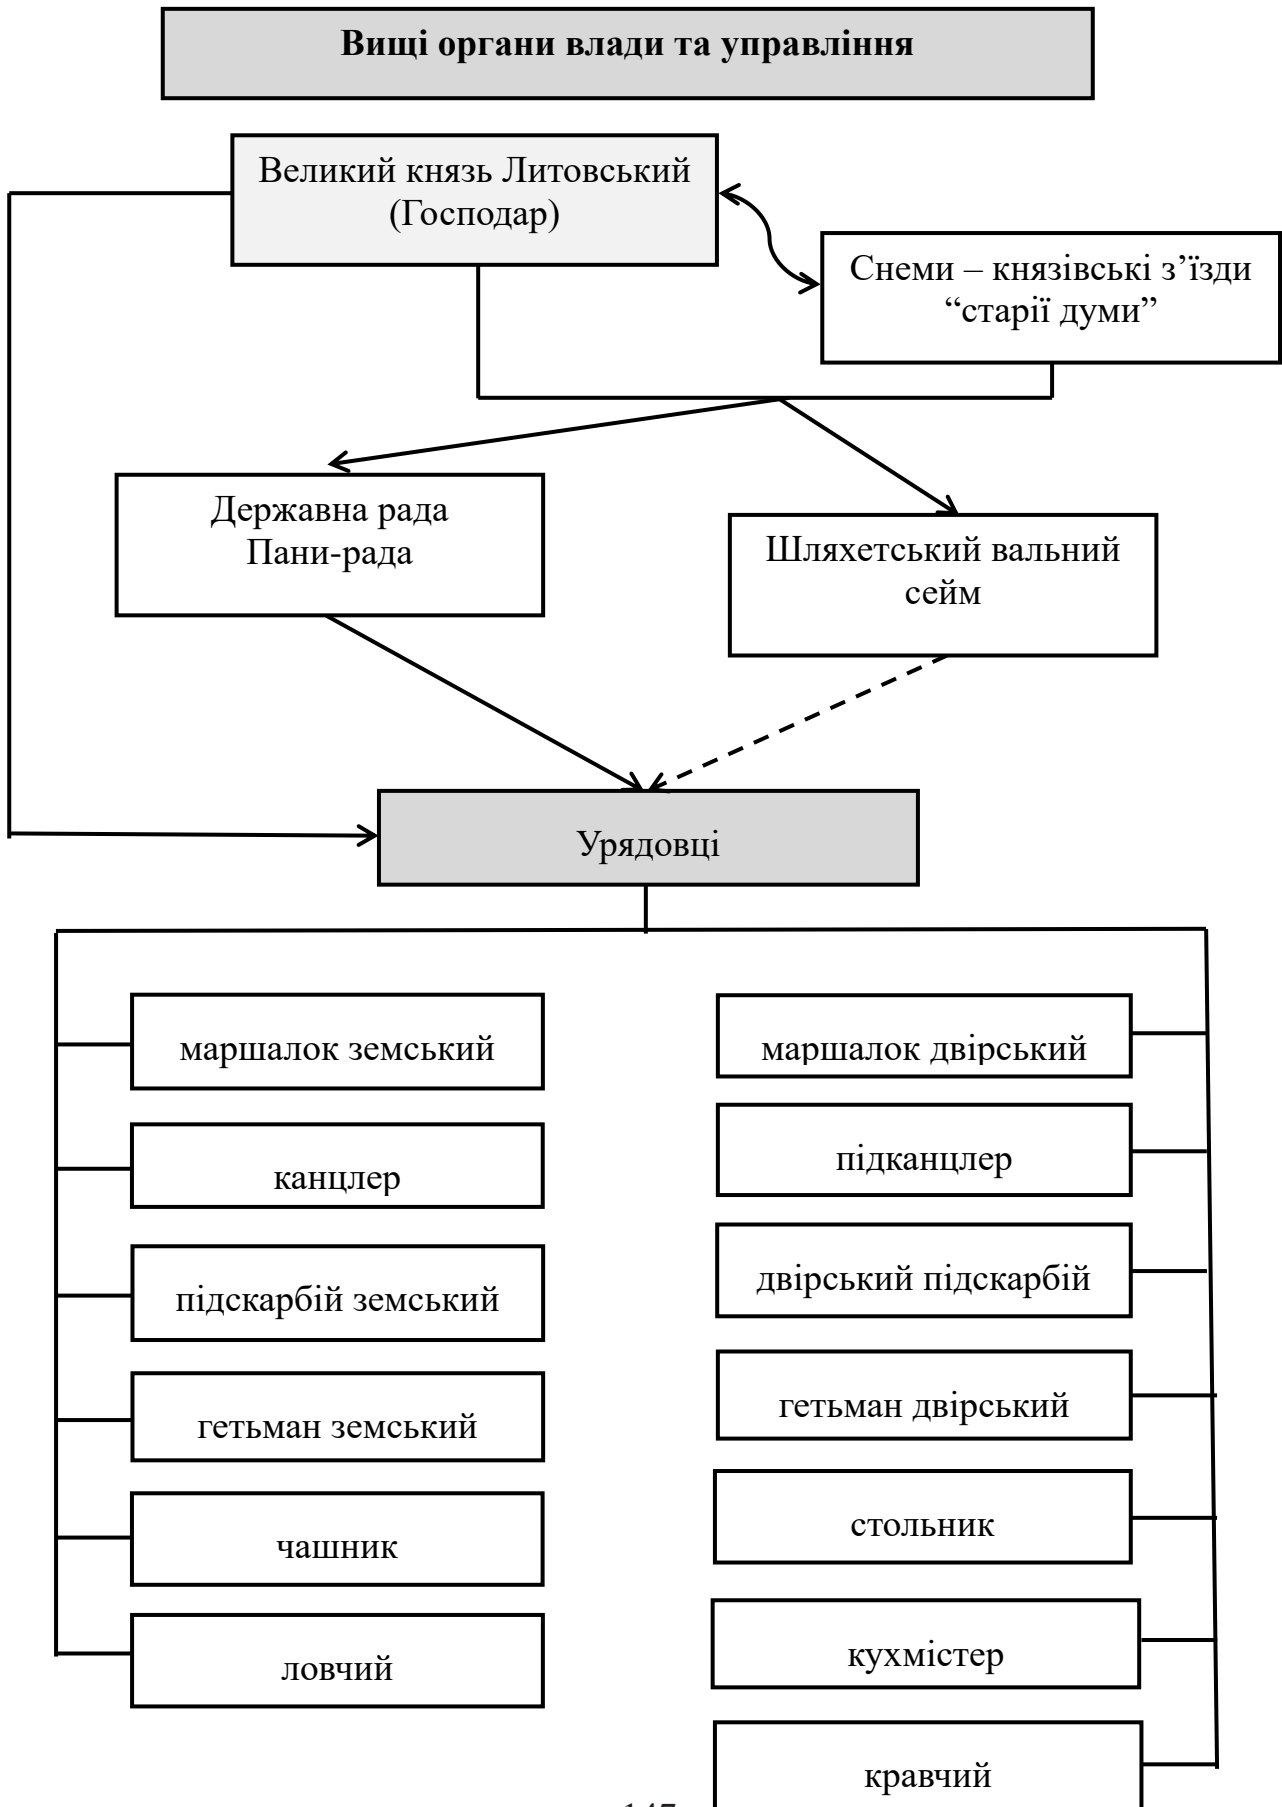 Вищі органи влади та управління
Великий князь Литовський
(Господар)
Снеми – князівські з’їзди
“старії думи”
Державна рада
Пани-рада
Шляхетський вальний
сейм
Урядовці
маршалок земський
маршалок двірський
канцлер
підканцлер
підскарбій земський
двірський підскарбій
гетьман земський
гетьман двірський
чашник
стольник
ловчий
кухмістер
кравчий